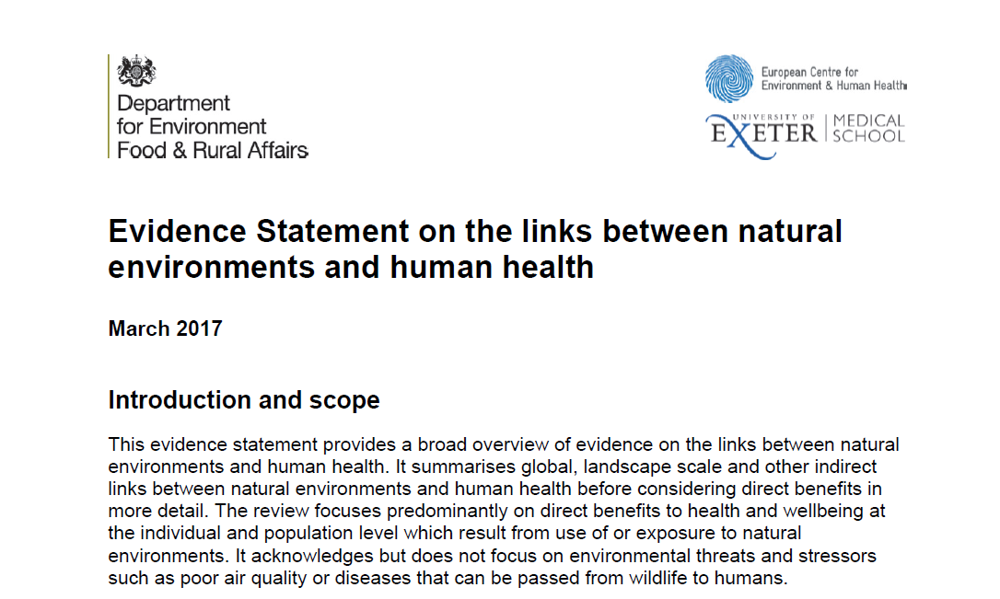 Department
for Environment
Food & Rural Affairs
European Centre for
Environment & Human Health
UNIVERSITY OF
EXETER
MEDICAL
SCHOOL
Evidence Statement on the links between natural
environments and human health
March 2017
Introduction and scope
This evidence statement provides a broad overview of evidence on the links between natural
environments and human health. It summarises global, landscape scale and other indirect
links between natural environments and human health before considering direct benefits in
more detail. The review focuses predominantly on direct benefits to health and wellbeing at
the individual and population level which result from use of or exposure to natural
environments. It acknowledges but does not focus on environmental threats and stressors
such as poor air quality or diseases that can be passed from wildlife to humans.